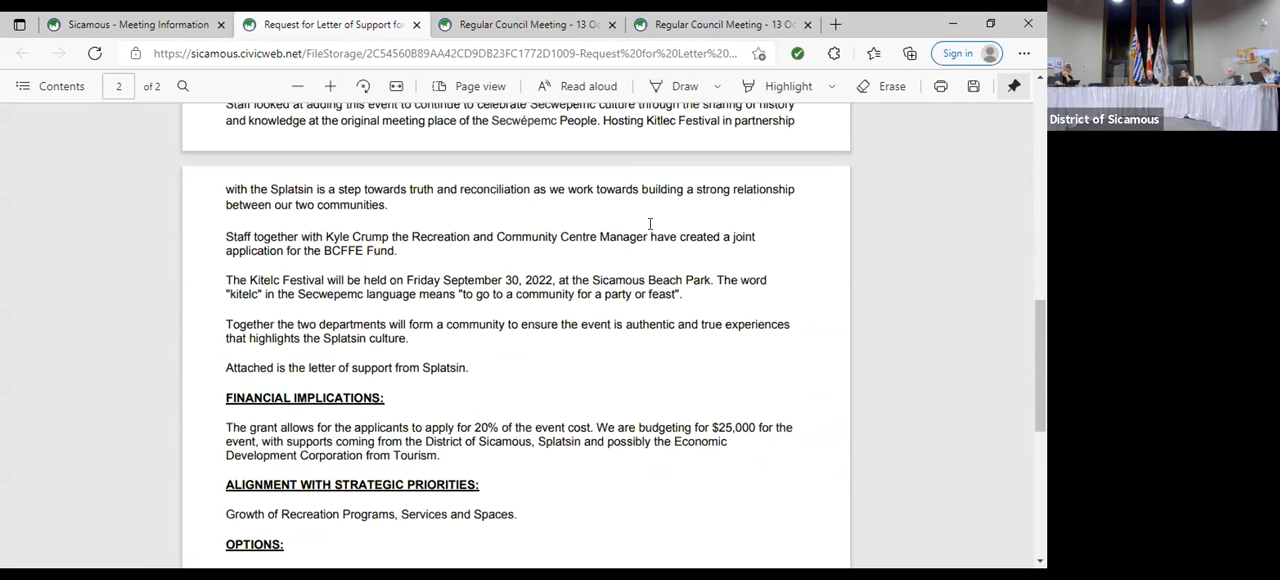 Sicamous - Meeting Information
Request for Letter of Support for
Regular Council Meeting - 13 Oc
Regular Council Meeting - 13 Oc
https://sicamous.civicweb.net/FileStorage/2C54560B89AA42CD9DB23FC1772D1009-Request%20for%20Letter%20...
Sign in
Contents
2
of 2
Page view
Read aloud
Draw
Highlight
Erase
District of Sicamous
Staff looked at adding this event to continue to celebrate Secwepemc culture through the sharing of history
and knowledge at the original meeting place of the Secwépemc People. Hosting Kitlec Festival in partnership
with the Splatsin is a step towards truth and reconciliation as we work towards building a strong relationship
between our two communities.
Staff together with Kyle Crump the Recreation and Community Centre Manager have created a joint
application for the BCFFE Fund.
The Kitelc Festival will be held on Friday September 30, 2022, at the Sicamous Beach Park. The word
"kitelc" in the Secwepemc language means "to go to a community for a party or feast".
Together the two departments will form a community to ensure the event is authentic and true experiences
that highlights the Splatsin culture.
Attached is the letter of support from Splatsin.
FINANCIAL IMPLICATIONS:
The grant allows for the applicants to apply for 20% of the event cost. We are budgeting for $25,000 for the
event, with supports coming from the District of Sicamous, Splatsin and possibly the Economic
Development Corporation from Tourism.
ALIGNMENT WITH STRATEGIC PRIORITIES:
Growth of Recreation Programs, Services and Spaces.
OPTIONS: